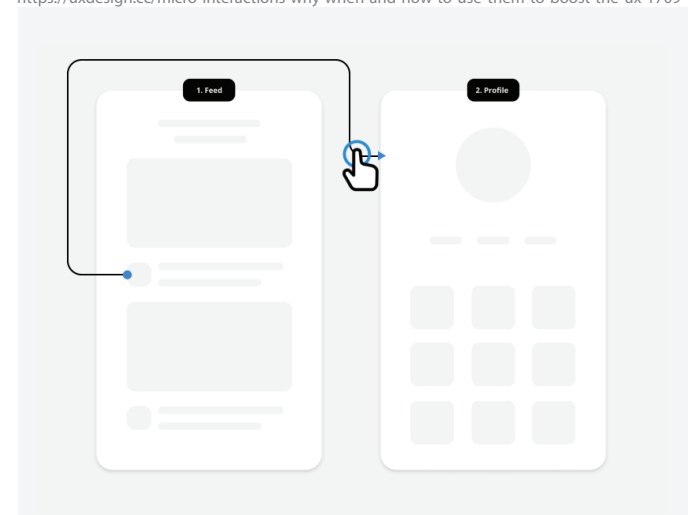 https://uxdesign.cc/micro-interactions-why-when-and-how-to-use-them-to-boost-the-ux-1769
1. Feed
2. Profile